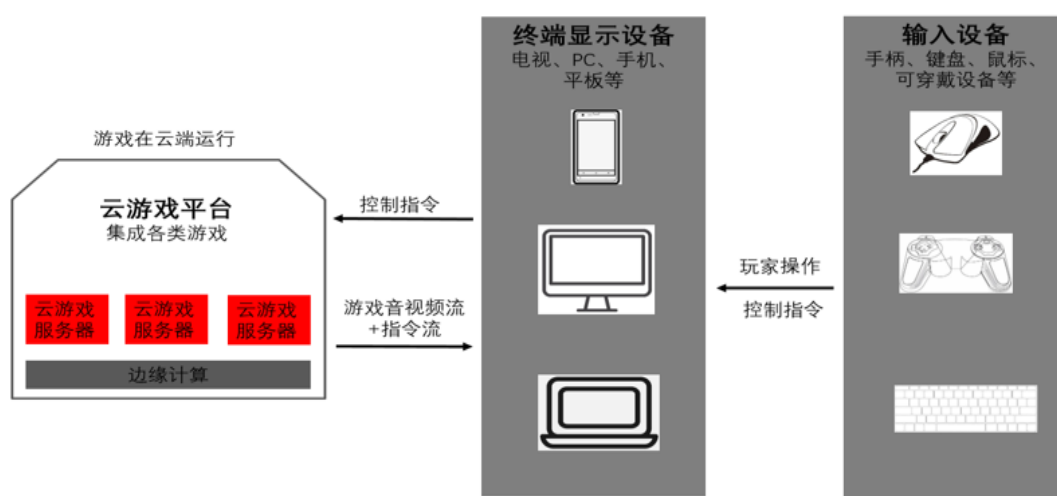 游戏在云端运行
云游戏平台
集成各类游戏
云游戏
服务器
云游戏
服务器
云游戏
服务器
边缘计算
控制指令
游戏音视频流
+指令流
终端显示设备
电视、PC、手机、
平板等
玩家操作
控制指令
输入设备
手柄、键盘、鼠标、
可穿戴设备等